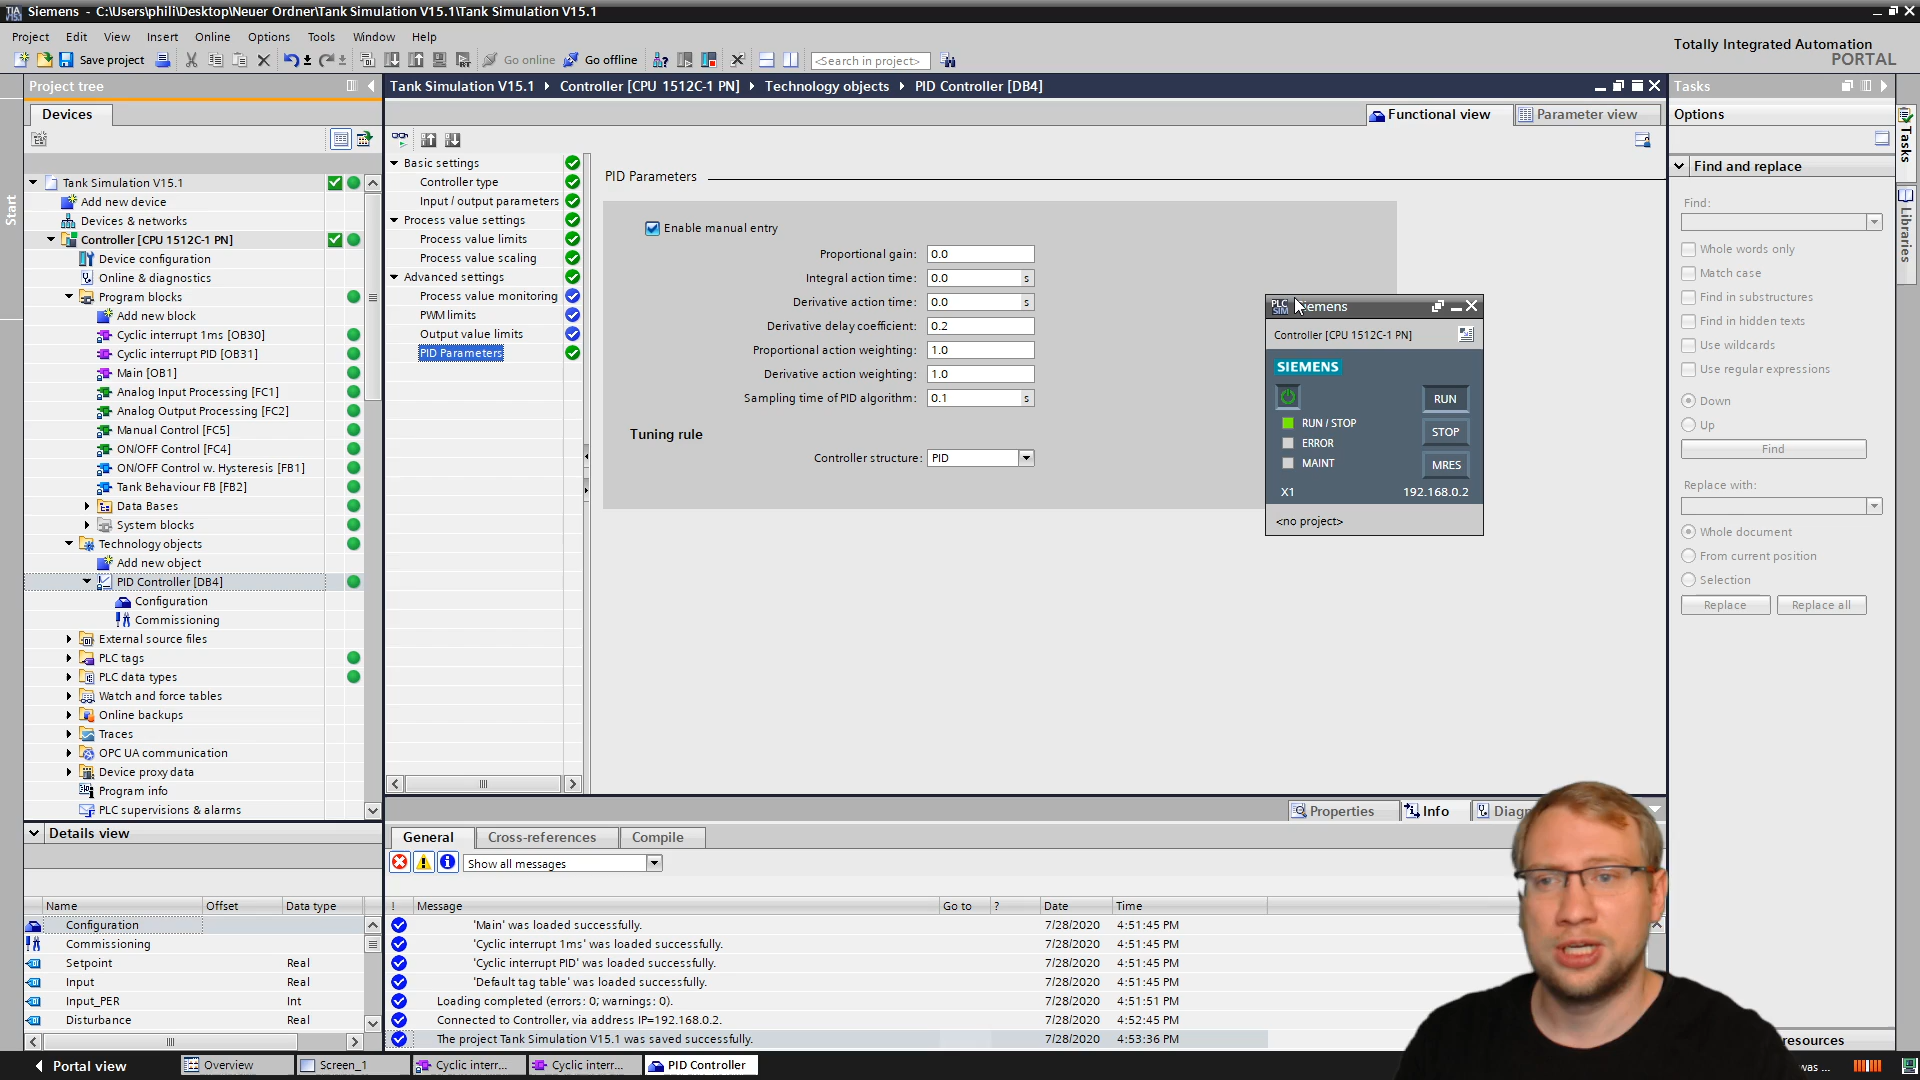 Siemens - C:\Users\phili\Desktop\Neuer Ordner\Tank Simulation V15.1\Tank Simulation V15.1
Project Edit View Insert Online Options Tools Window Help
Totally Integrated Automation
PORTAL
Save project
Go online
Go offline
<Search in project>
Project tree
Tank Simulation V15.1 Controller [CPU 1512C-1 PN] Technology objects PID Controller [DB4]
Tasks
Devices
Functional view
Parameter view
Options
Start
Tank Simulation V15.1
Add new device
Devices & networks
Controller [CPU 1512C-1 PN]
Device configuration
Online & diagnostics
Program blocks
Add new block
Cyclic interrupt 1ms [OB30]
Cyclic interrupt PID [OB31]
Main [OB1]
Analog Input Processing [FC1]
Analog Output Processing [FC2]
Manual Control [FC5]
ON/OFF Control [FC4]
ON/OFF Control w. Hysteresis [FB1]
Tank Behaviour FB [FB2]
Data Bases
System blocks
Technology objects
Add new object
PID Controller [DB4]
Configuration
Commissioning
External source files
PLC tags
PLC data types
Watch and force tables
Online backups
Traces
OPC UA communication
Device proxy data
Program info
PLC supervisions & alarms
Basic settings
Controller type
Input / output parameters
Process value settings
Process value limits
Process value scaling
Advanced settings
Process value monitoring
PWM limits
Output value limits
PID Parameters
PID Parameters
Enable manual entry
Proportional gain: 0.0
Integral action time: 0.0 s
Derivative action time: 0.0 s
Derivative delay coefficient: 0.2
Proportional action weighting: 1.0
Derivative action weighting: 1.0
Sampling time of PID algorithm: 0.1 s
Tuning rule
Controller structure: PID
PLC
SIM
Controller [CPU 1512C-1 PN]
SIEMENS
RUN
RUN / STOP
STOP
ERROR
MAINT
MRES
X1 192.168.0.2
<no project>
Find and replace
Find:
Whole words only
Match case
Find in substructures
Find in hidden texts
Use wildcards
Use regular expressions
Down
Up
Find
Replace with:
Whole document
From current position
Selection
Replace
Replace all
Tasks
Libraries
Details view
Name Offset Data type
Configuration
Commissioning
Setpoint Real
Input Real
Input_PER Int
Disturbance Real
Properties
Info
General
Cross-references
Compile
Show all messages
! Message Go to ? Date Time
'Main' was loaded successfully. 7/28/2020 4:51:45 PM
'Cyclic interrupt 1ms' was loaded successfully. 7/28/2020 4:51:45 PM
'Cyclic interrupt PID' was loaded successfully. 7/28/2020 4:51:45 PM
'Default tag table' was loaded successfully. 7/28/2020 4:51:45 PM
Loading completed (errors: 0; warnings: 0). 7/28/2020 4:51:51 PM
Connected to Controller, via address IP=192.168.0.2. 7/28/2020 4:52:45 PM
The project Tank Simulation V15.1 was saved successfully. 7/28/2020 4:53:36 PM
Portal view
Overview
Screen_1
Cyclic interr...
Cyclic interr...
PID Controller
was ...